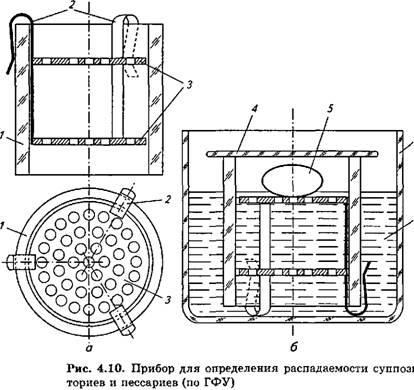 2
3
1
4
5
1
2
3
а
б
Рис. 4.10. Прибор для определения распадаемости суппози-
ториев и пессариев (по ГФУ)